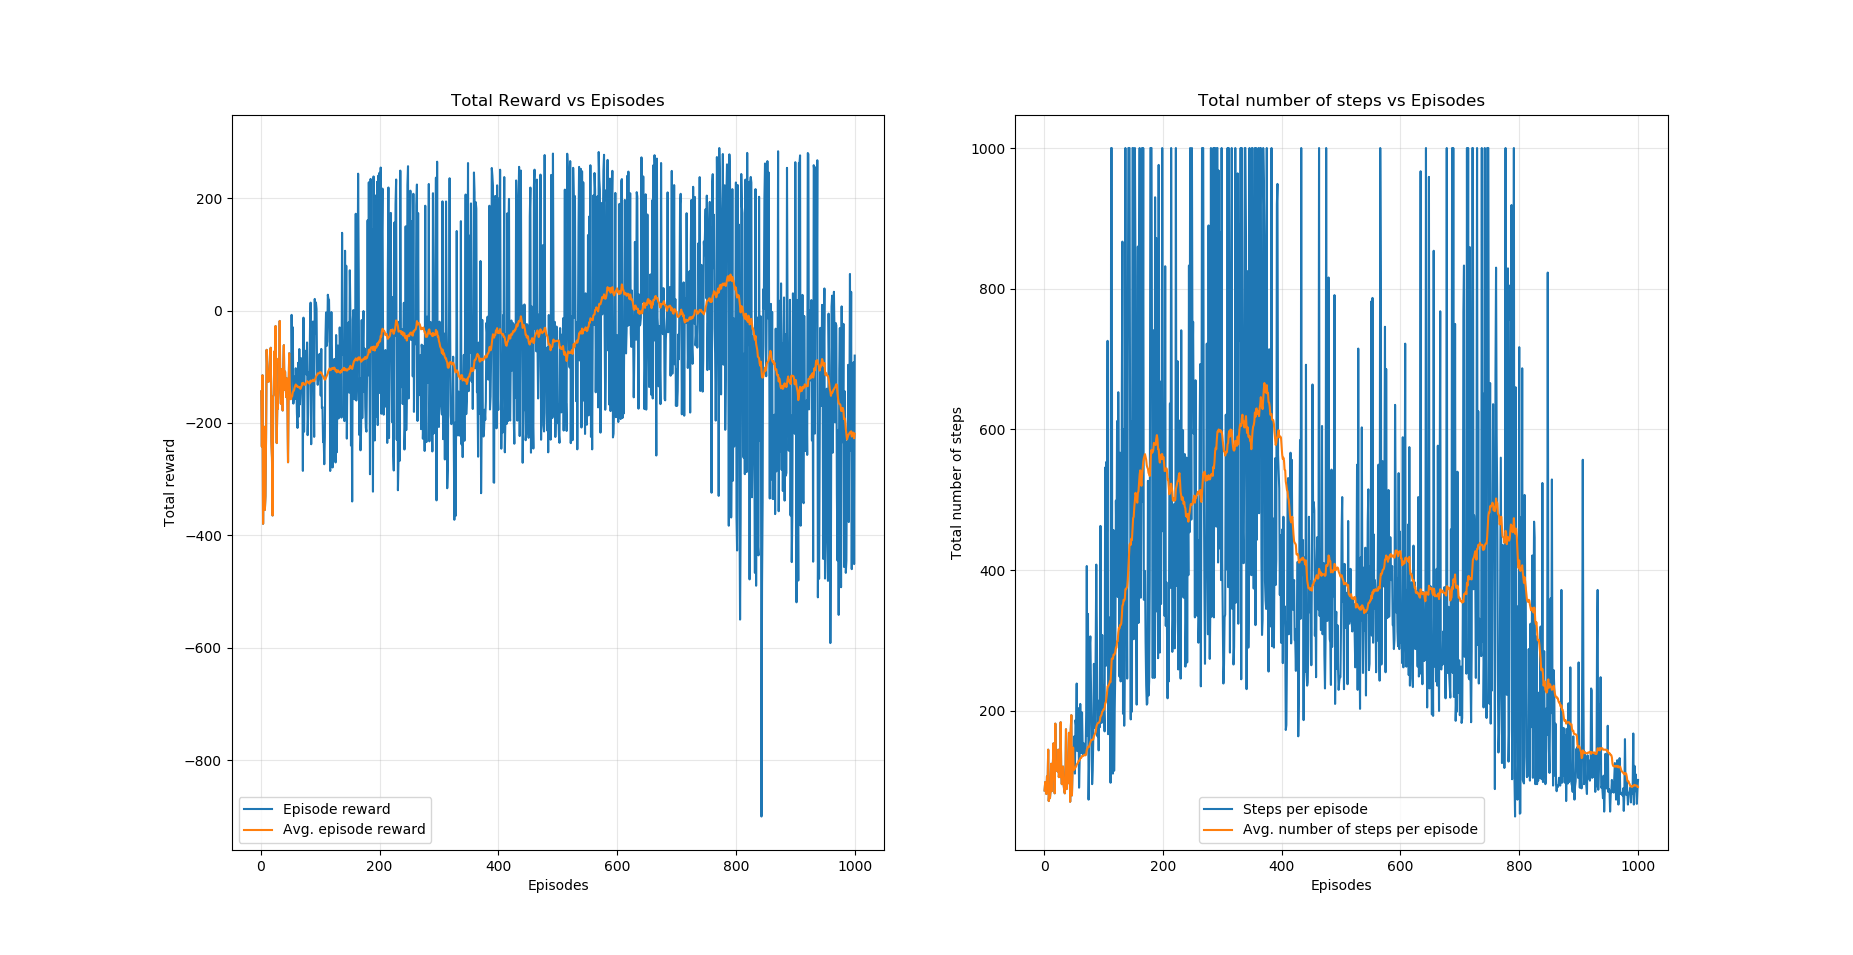 Total Reward vs Episodes
Total reward
200
0
−200
−400
−600
−800
0
200
400
600
800
1000
Episodes
Episode reward
Avg. episode reward
Total number of steps vs Episodes
Total number of steps
1000
800
600
400
200
0
200
400
600
800
1000
Episodes
Steps per episode
Avg. number of steps per episode